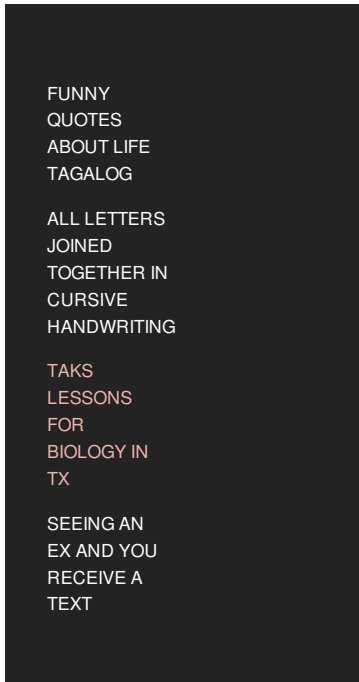 FUNNY
QUOTES
ABOUT LIFE
TAGALOG
ALL LETTERS
JOINED
TOGETHER IN
CURSIVE
HANDWRITING
TAKS
LESSONS
FOR
BIOLOGY IN
TX
SEEING AN
EX AND YOU
RECEIVE A
TEXT